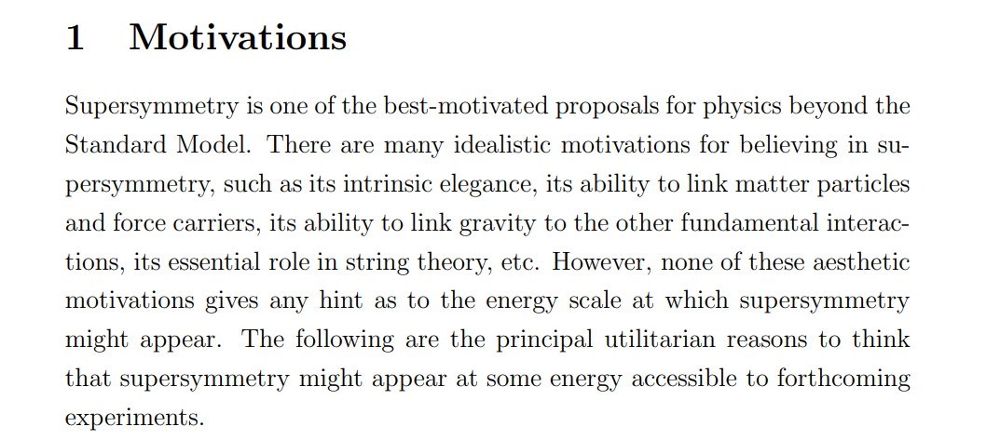 1 Motivations
Supersymmetry is one of the best-motivated proposals for physics beyond the
Standard Model. There are many idealistic motivations for believing in su-
persymmetry, such as its intrinsic elegance, its ability to link matter particles
and force carriers, its ability to link gravity to the other fundamental interac-
tions, its essential role in string theory, etc. However, none of these aesthetic
motivations gives any hint as to the energy scale at which supersymmetry
might appear. The following are the principal utilitarian reasons to think
that supersymmetry might appear at some energy accessible to forthcoming
experiments.